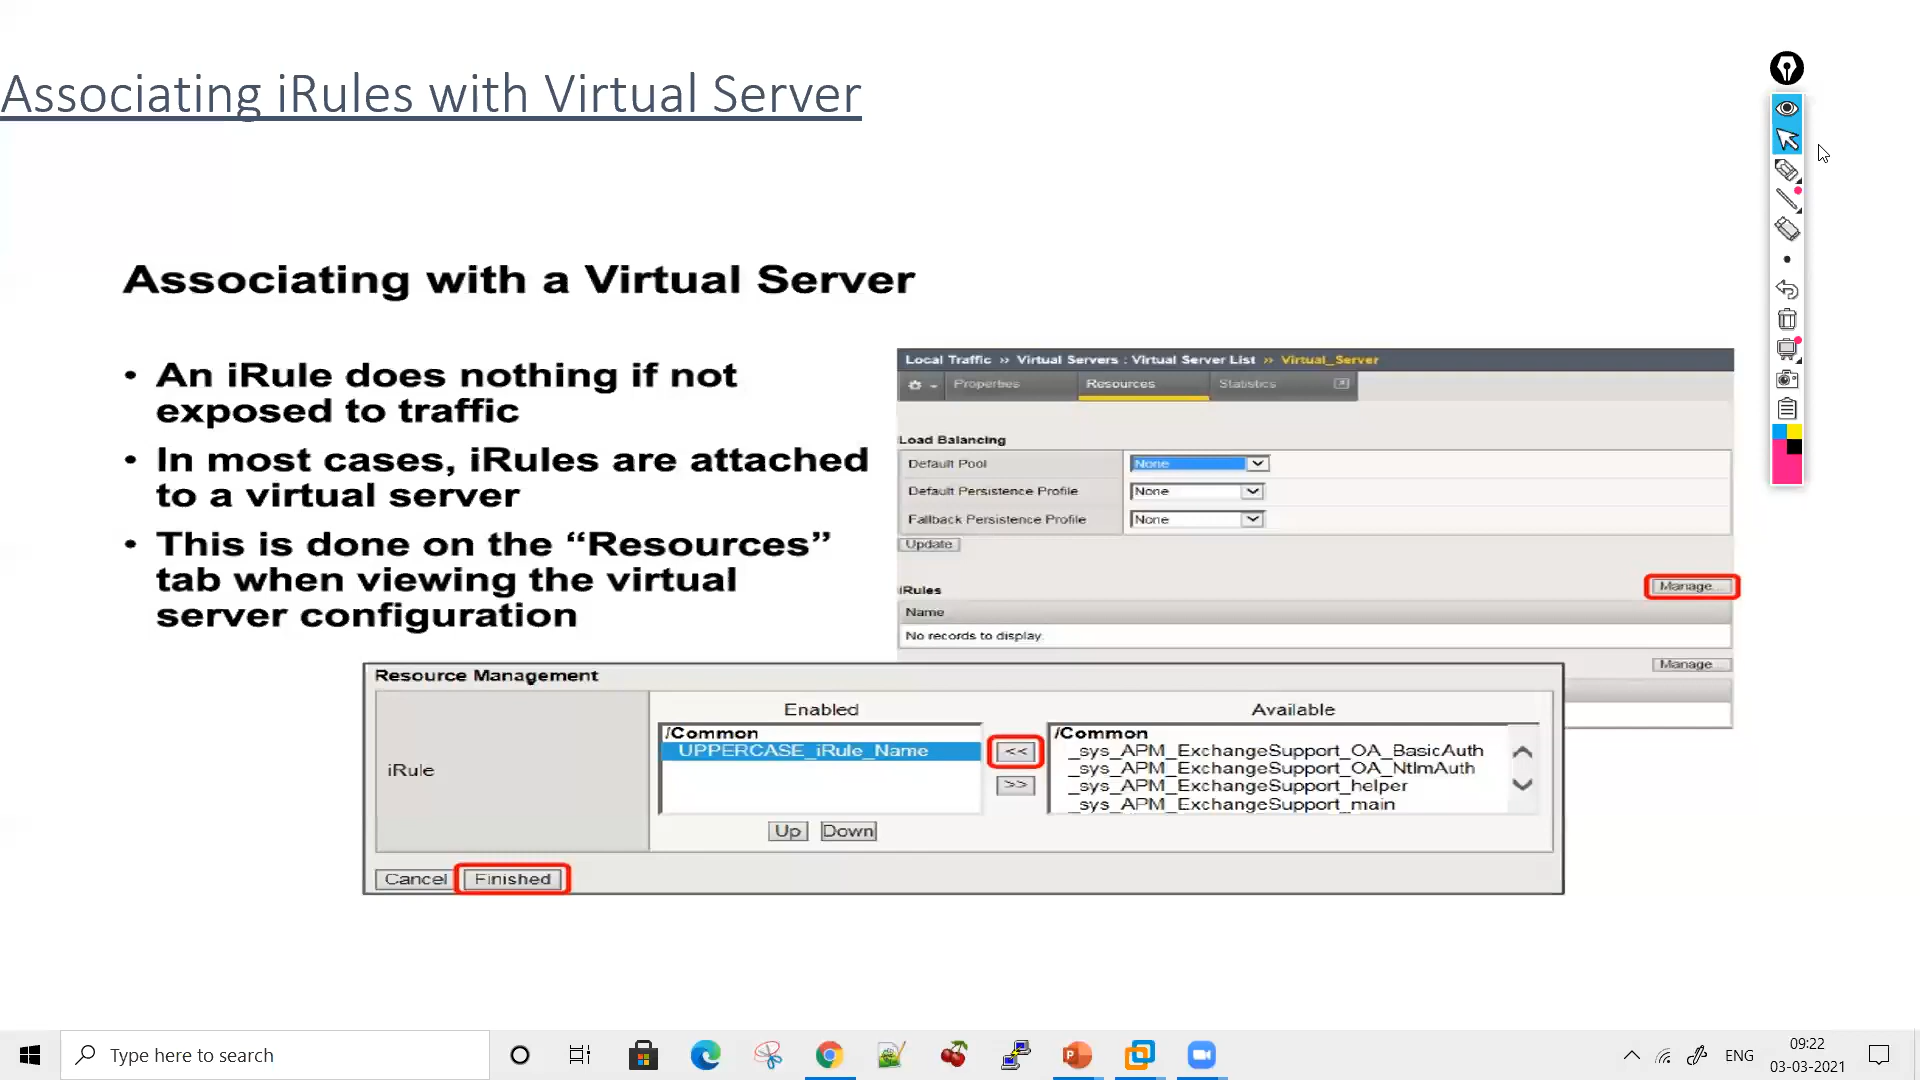 Associating iRules with Virtual Server
Associating with a Virtual Server
• An iRule does nothing if not
exposed to traffic
• In most cases, iRules are attached
to a virtual server
• This is done on the “Resources”
tab when viewing the virtual
server configuration
Local Traffic » Virtual Servers : Virtual Server List » Virtual_Server
Properties Resources Statistics
Load Balancing
Default Pool None
Default Persistence Profile None
Fallback Persistence Profile None
Update
iRules Manage...
Name
No records to display.
Manage...
Resource Management
Enabled Available
/Common /Common
UPPERCASE_iRule_Name << _sys_APM_ExchangeSupport_OA_BasicAuth
iRule _sys_APM_ExchangeSupport_OA_NtlmAuth
>> _sys_APM_ExchangeSupport_helper
_sys_APM_ExchangeSupport_main
Up Down
Cancel Finished
Type here to search
ENG
09:22
03-03-2021